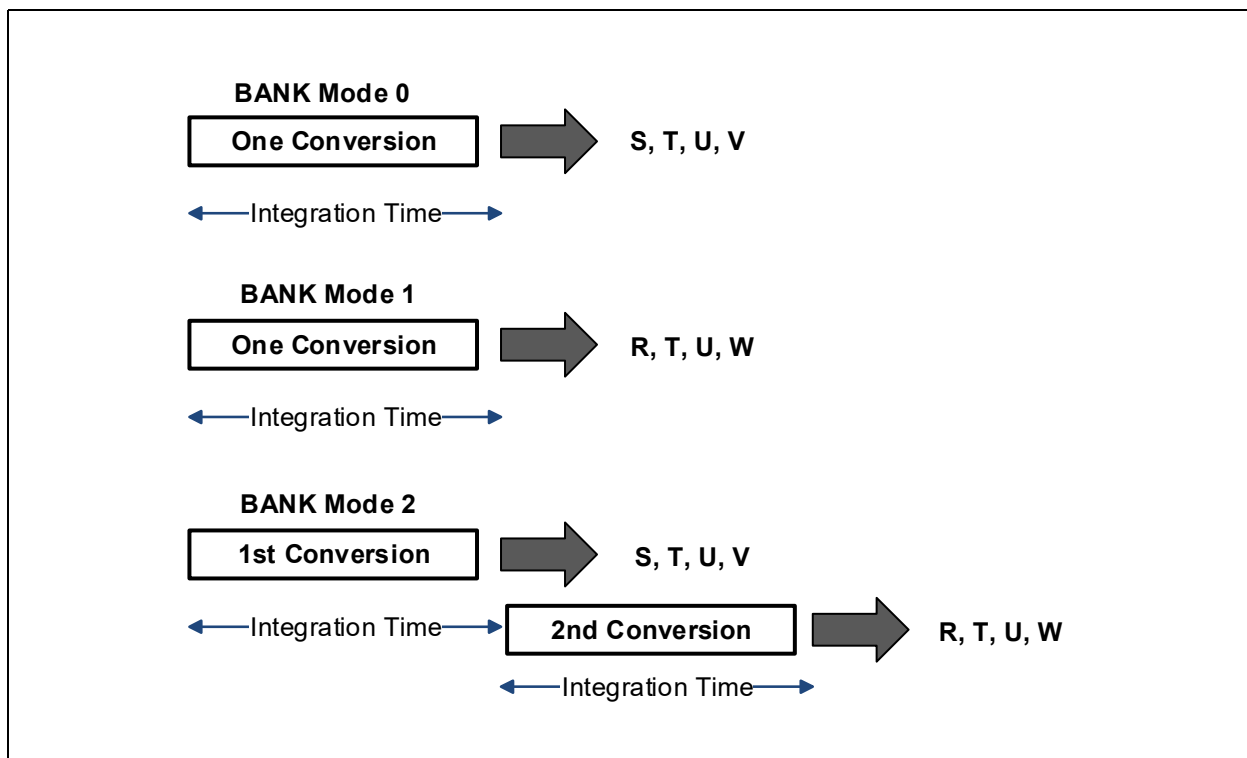 BANK Mode 0
One Conversion
S, T, U, V
Integration Time
BANK Mode 1
One Conversion
R, T, U, W
Integration Time
BANK Mode 2
1st Conversion
S, T, U, V
Integration Time
2nd Conversion
R, T, U, W
Integration Time